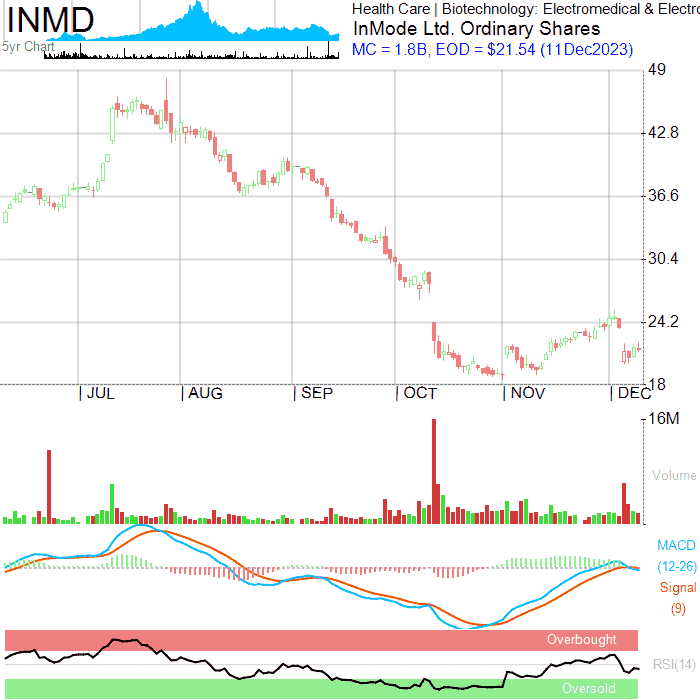 INMD
5yr Chart
Health Care | Biotechnology: Electromedical & Electro
InMode Ltd. Ordinary Shares
MC = 1.8B, EOD = $21.54 (11Dec2023)
49
42.8
36.6
30.4
24.2
18
JUL AUG SEP OCT NOV DEC
16M
Volume
MACD
(12-26)
Signal
(9)
Overbought
RSI(14)
Oversold